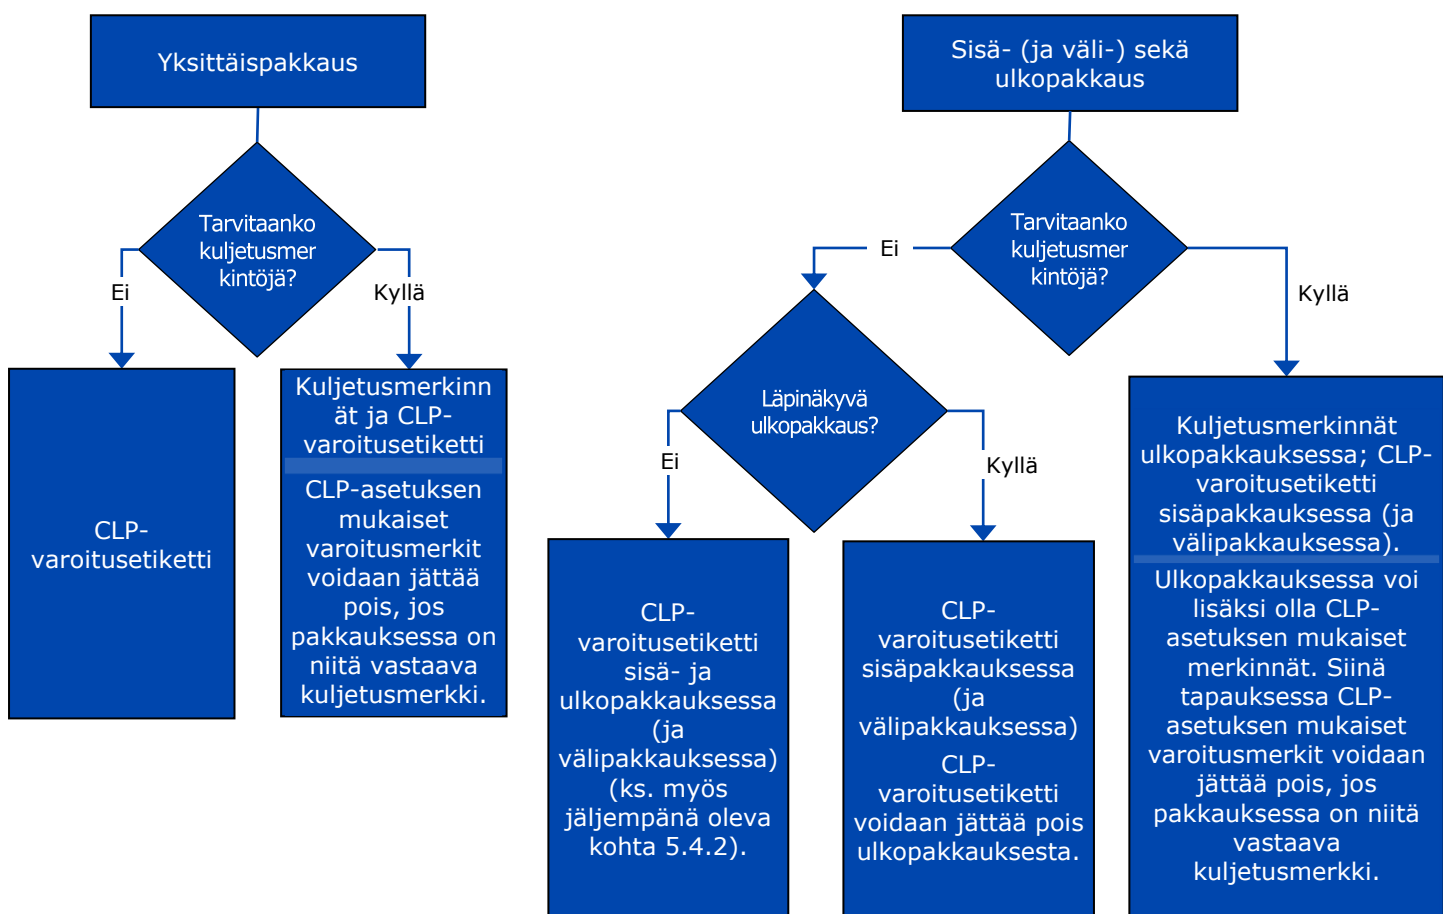 Yksittäispakkaus
Tarvitaanko
kuljetusmer
kintöjä?
Ei
Kyllä
CLP-
varoitusetiketti
Kuljetusmerkinn
ät ja CLP-
varoitusetiketti
CLP-asetuksen
mukaiset
varoitusmerkit
voidaan jättää
pois, jos
pakkauksessa on
niitä vastaava
kuljetusmerkki.
Sisä- (ja väli-) sekä
ulkopakkaus
Tarvitaanko
kuljetusmer
kintöjä?
Ei
Kyllä
Läpinäkyvä
ulkopakkaus?
Ei
Kyllä
CLP-
varoitusetiketti
sisä- ja
ulkopakkauksessa
(ja
välipakkauksessa)
(ks. myös
jäljempänä oleva
kohta 5.4.2).
CLP-
varoitusetiketti
sisäpakkauksessa
(ja
välipakkauksessa)
CLP-
varoitusetiketti
voidaan jättää pois
ulkopakkauksesta.
Kuljetusmerkinnät
ulkopakkauksessa; CLP-
varoitusetiketti
sisäpakkauksessa (ja
välipakkauksessa).
Ulkopakkauksessa voi
lisäksi olla CLP-
asetuksen mukaiset
merkinnät. Siinä
tapauksessa CLP-
asetuksen mukaiset
varoitusmerkit voidaan
jättää pois, jos
pakkauksessa on niitä
vastaava
kuljetusmerkki.